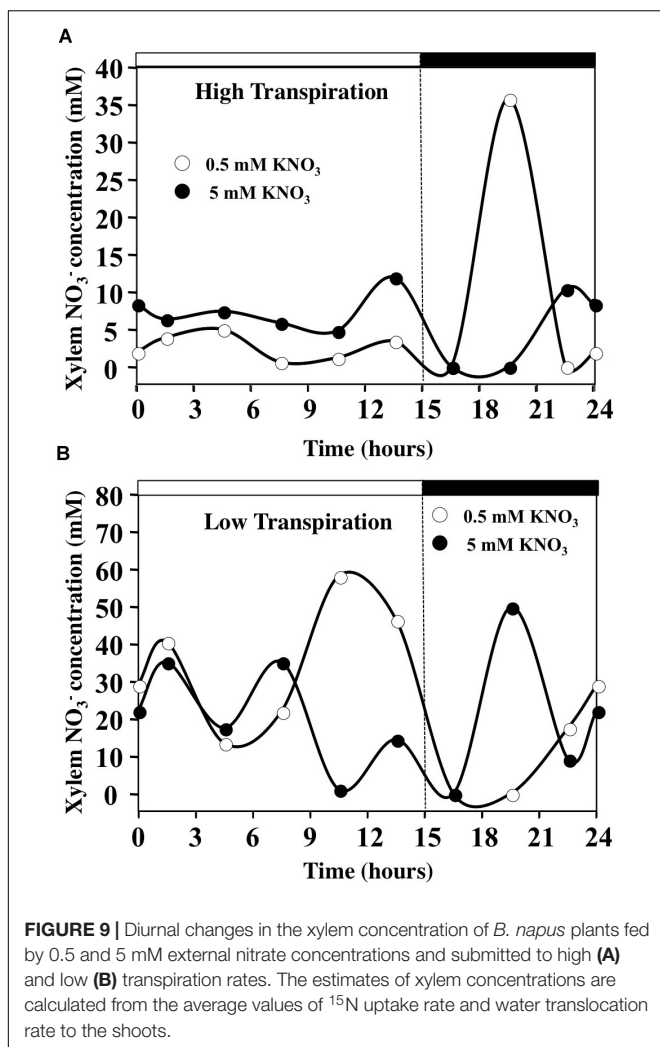 A
High Transpiration
0.5 mM KNO₃
5 mM KNO₃
Xylem NO₃⁻ concentration (mM)
40
35
30
25
20
15
10
5
0
0 3 6 9 12 15 18 21 24
Time (hours)
B
Low Transpiration
0.5 mM KNO₃
5 mM KNO₃
Xylem NO₃⁻ concentration (mM)
80
70
60
50
40
30
20
10
0
0 3 6 9 12 15 18 21 24
Time (hours)
FIGURE 9 | Diurnal changes in the xylem concentration of B. napus plants fed
by 0.5 and 5 mM external nitrate concentrations and submitted to high (A)
and low (B) transpiration rates. The estimates of xylem concentrations are
calculated from the average values of ¹⁵N uptake rate and water translocation
rate to the shoots.